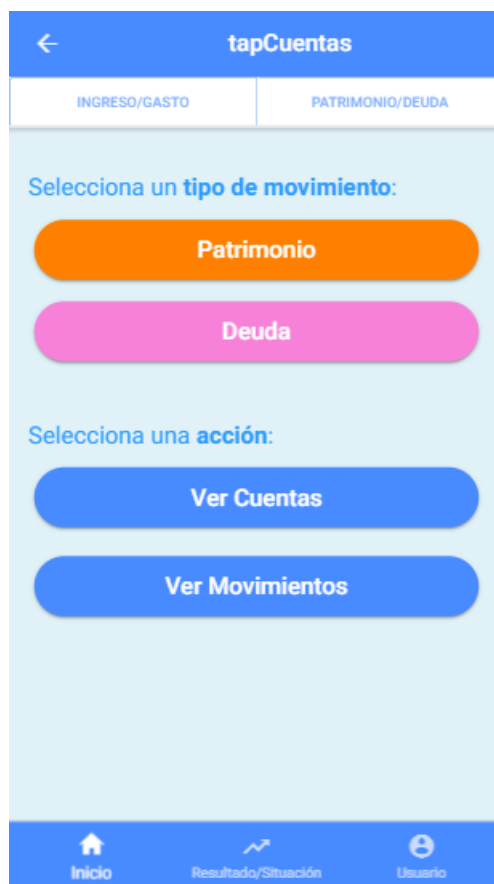 tapCuentas
INGRESO/GASTO PATRIMONIO/DEUDA
Selecciona un tipo de movimiento:
Patrimonio
Deuda
Selecciona una acción:
Ver Cuentas
Ver Movimientos
Inicio Resultado/Situación Usuario